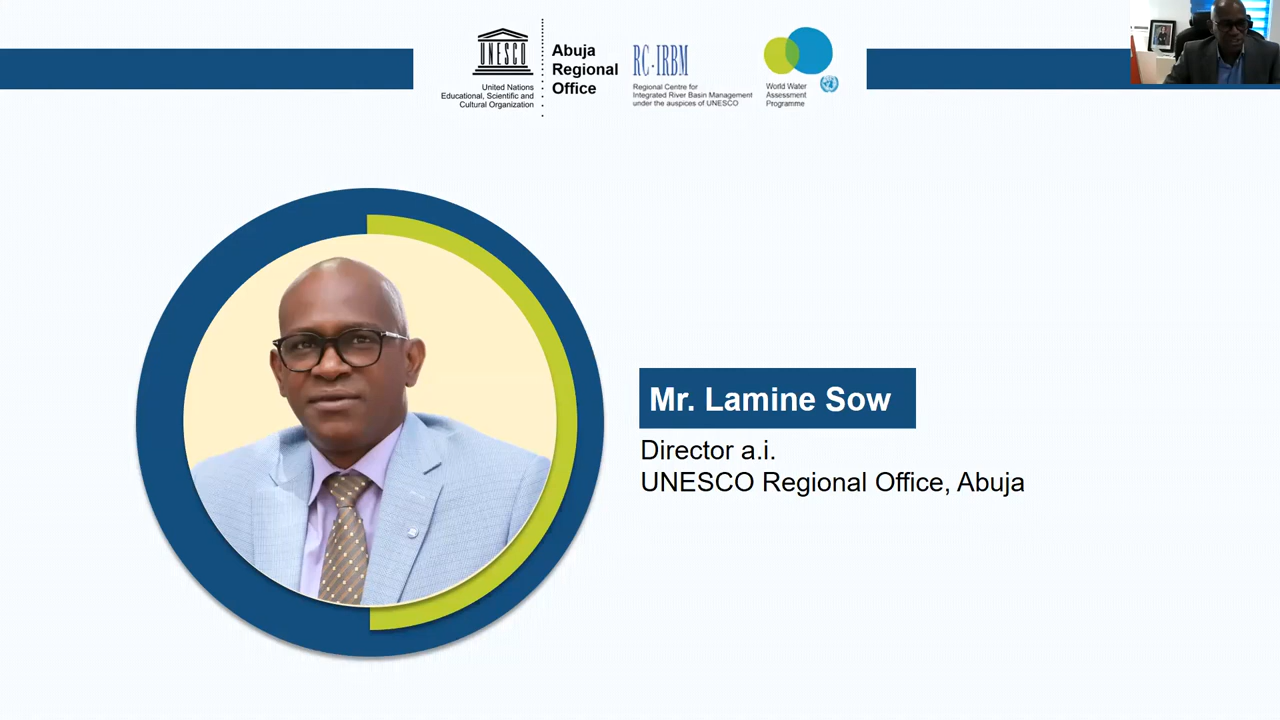 UNESCO
United Nations
Educational, Scientific and
Cultural Organization
Abuja
Regional
Office
RC-IRBM
Regional Centre for
Integrated River Basin Management
under the auspices of UNESCO
World Water
Assessment
Programme
Mr. Lamine Sow
Director a.i.
UNESCO Regional Office, Abuja